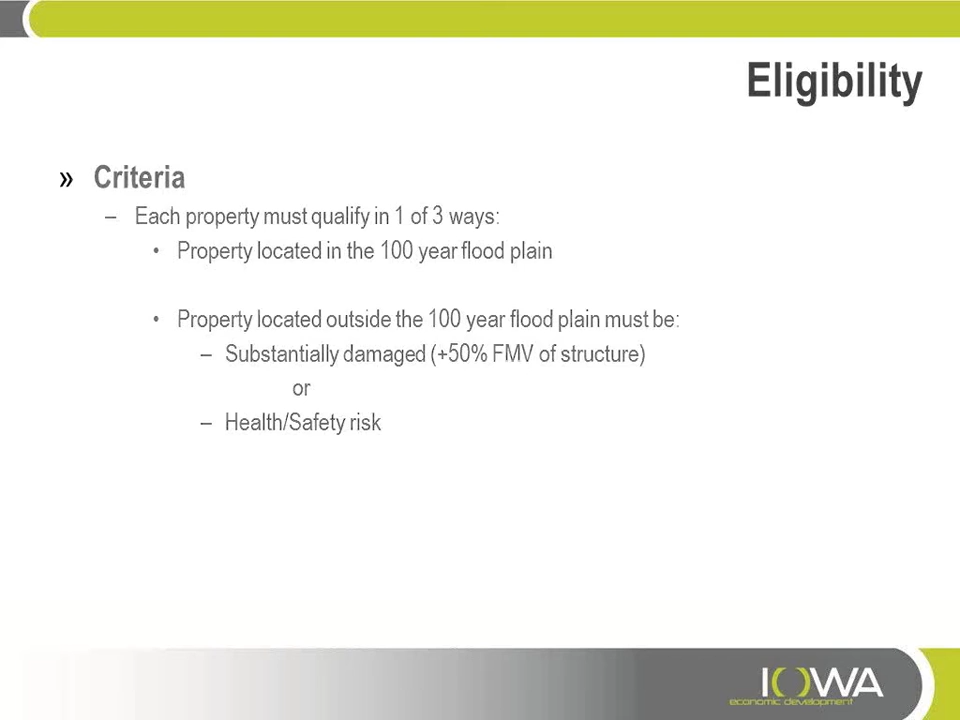 Eligibility
» Criteria
– Each property must qualify in 1 of 3 ways:
• Property located in the 100 year flood plain
• Property located outside the 100 year flood plain must be:
– Substantially damaged (+50% FMV of structure)
or
– Health/Safety risk
IOWA
economic development